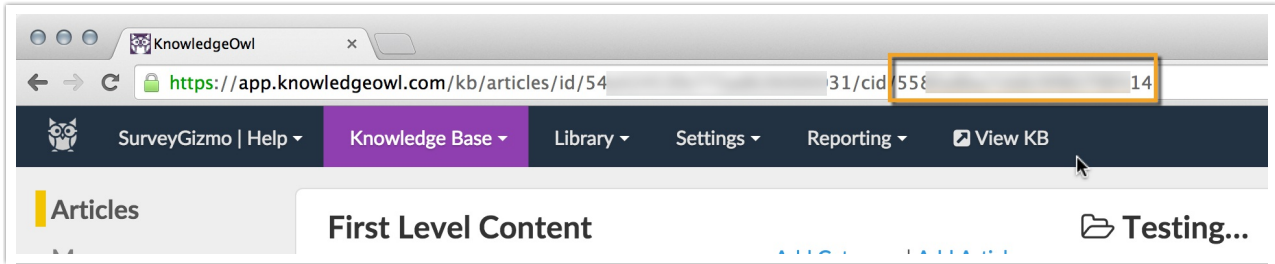 KnowledgeOwl
https://app.knowledgeowl.com/kb/articles/id/54 31/cid/558 14
SurveyGizmo | Help Knowledge Base Library Settings Reporting View KB
Articles
First Level Content Testing...